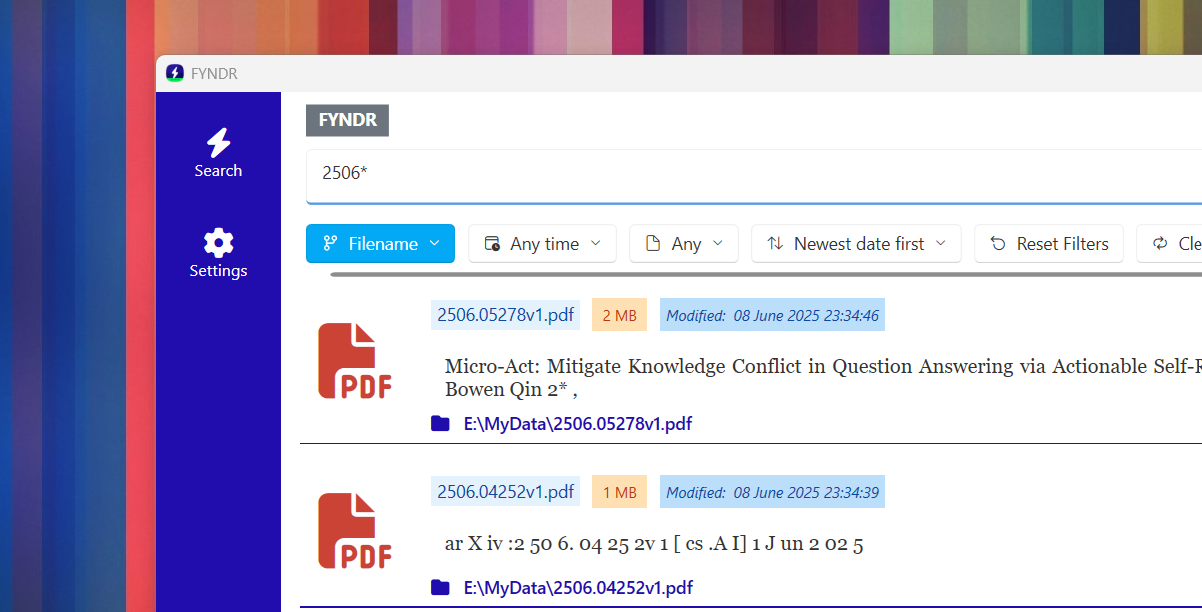 FYNDR
FYNDR
Search
Settings
2506*
Filename Any time Any Newest date first Reset Filters Cle
2506.05278v1.pdf 2 MB Modified: 08 June 2025 23:34:46
Micro-Act: Mitigate Knowledge Conflict in Question Answering via Actionable Self-R
Bowen Qin 2* ,
E:\MyData\2506.05278v1.pdf
2506.04252v1.pdf 1 MB Modified: 08 June 2025 23:34:39
ar X iv :2 50 6. 04 25 2v 1 [ cs .A I] 1 J un 2 02 5
E:\MyData\2506.04252v1.pdf
PDF
PDF